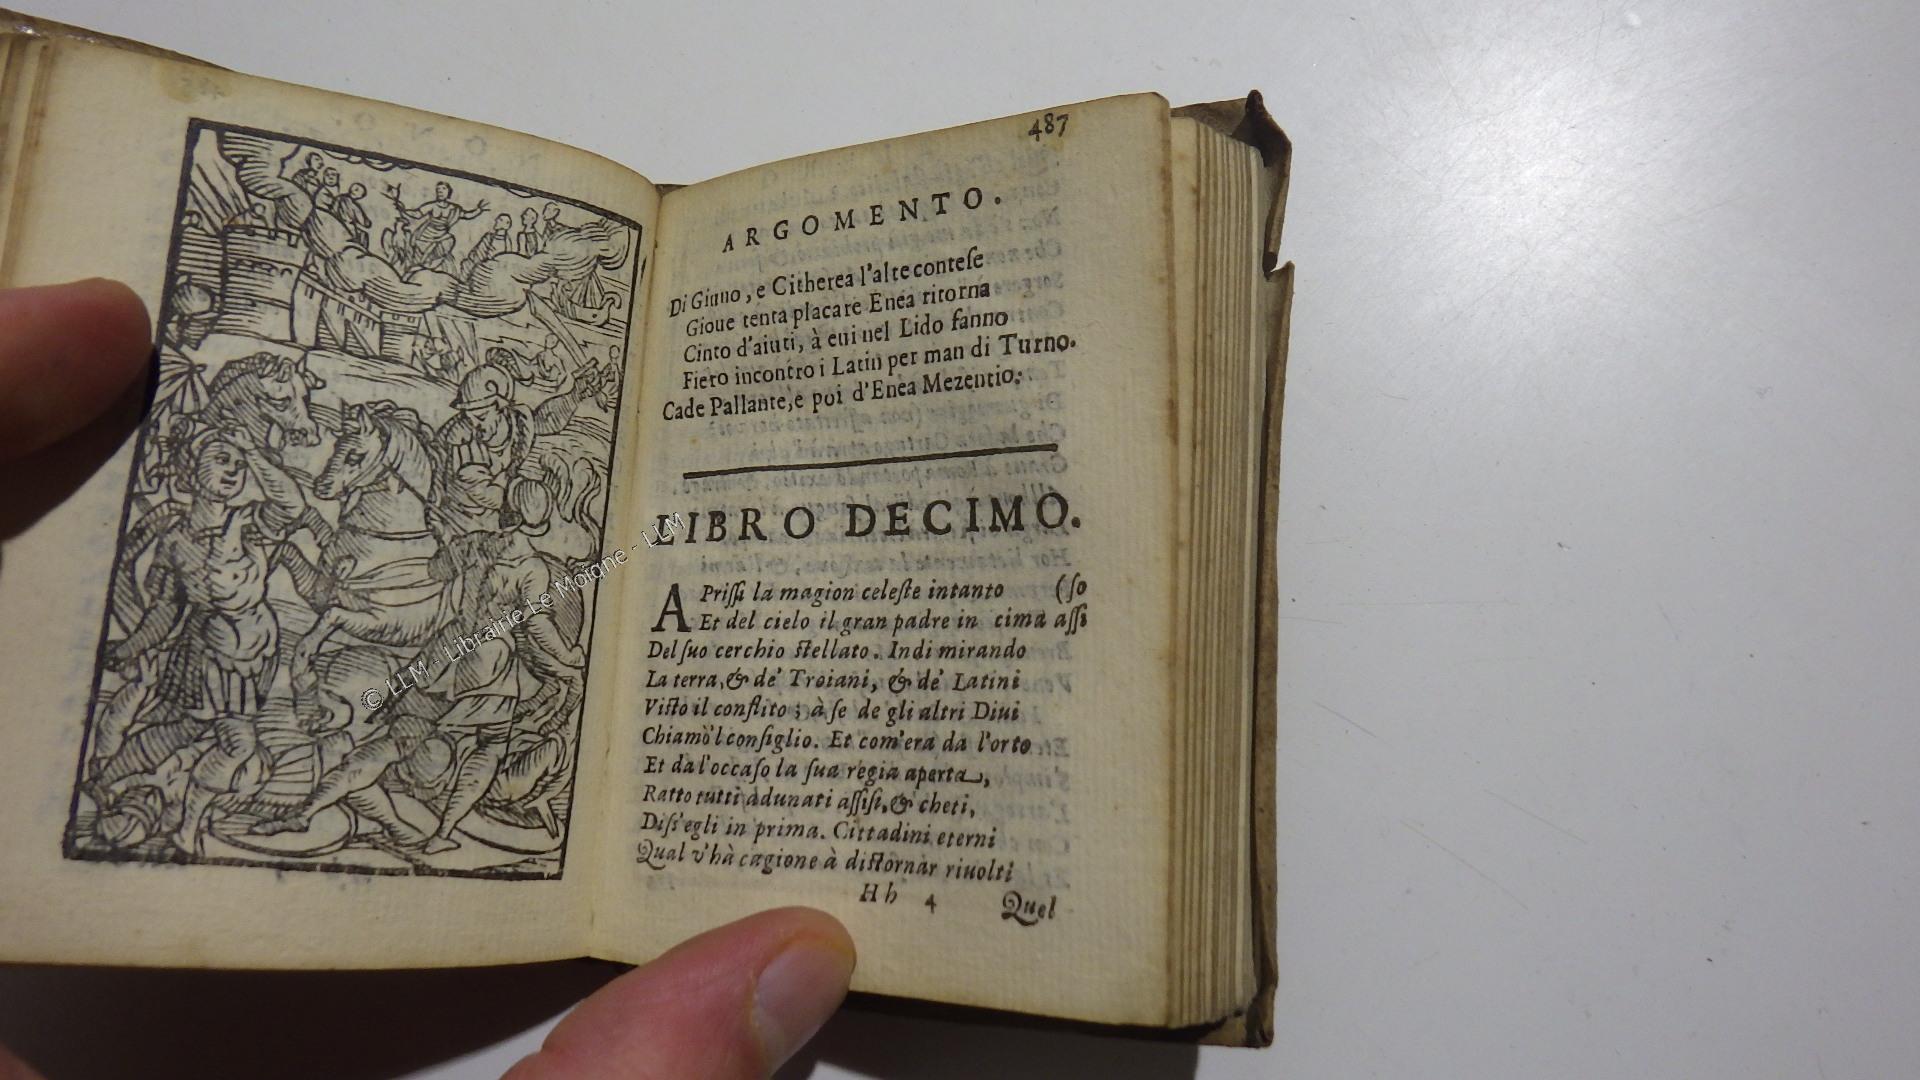 487
ARGOMENTO.
Di Giuno, e Citherea l'alte conteſe
Gioue tenta placare Enea ritorna
Cinto d'aiuti, à cui nel Lido fanno
Fiero incontro i Latin per man di Turno.
Cade Pallante, e poi d'Enea Mezentio.
LIBRO DECIMO.
APriſſi la magion celeſte intanto (ſo
Et del cielo il gran padre in cima aſſi
Del ſuo cerchio ſtellato. Indi mirando
La terra, & de' Troiani, & de' Latini
Viſto il conflito; à ſe de gli altri Diui
Chiamò'l conſiglio. Et com'era da l'orto
Et da l'occaſo la ſua regia aperta,
Ratto tutti adunati aſſiſi, & cheti,
Diſs'egli in prima. Cittadini eterni
Qual v'hà cagione à diſtornar riuolti
Hh 4 Quel
© LLM - Librairie Le Moigne - LLM